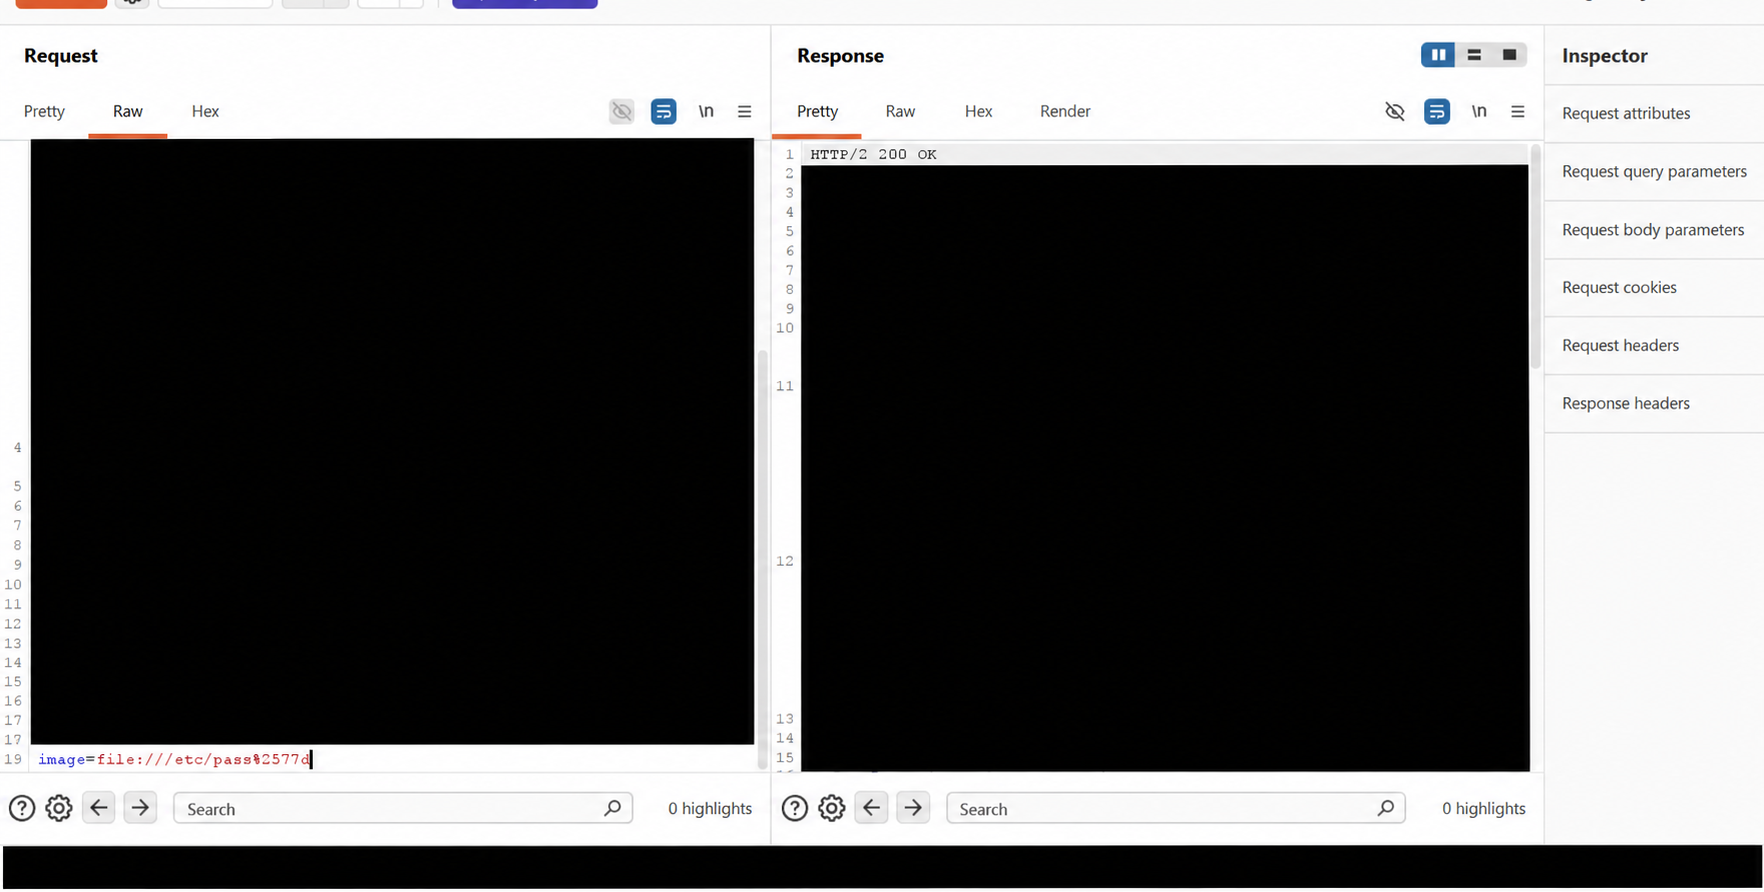 Request
Pretty
Raw
Hex
\n
4
5
6
7
8
9
10
11
12
13
14
15
16
17
17
19 image=file:///etc/pass%2577d
Search
0 highlights
Response
Pretty
Raw
Hex
Render
\n
1 HTTP/2 200 OK
2
3
4
5
6
7
8
9
10
11
12
13
14
15
Search
0 highlights
Inspector
Request attributes
Request query parameters
Request body parameters
Request cookies
Request headers
Response headers